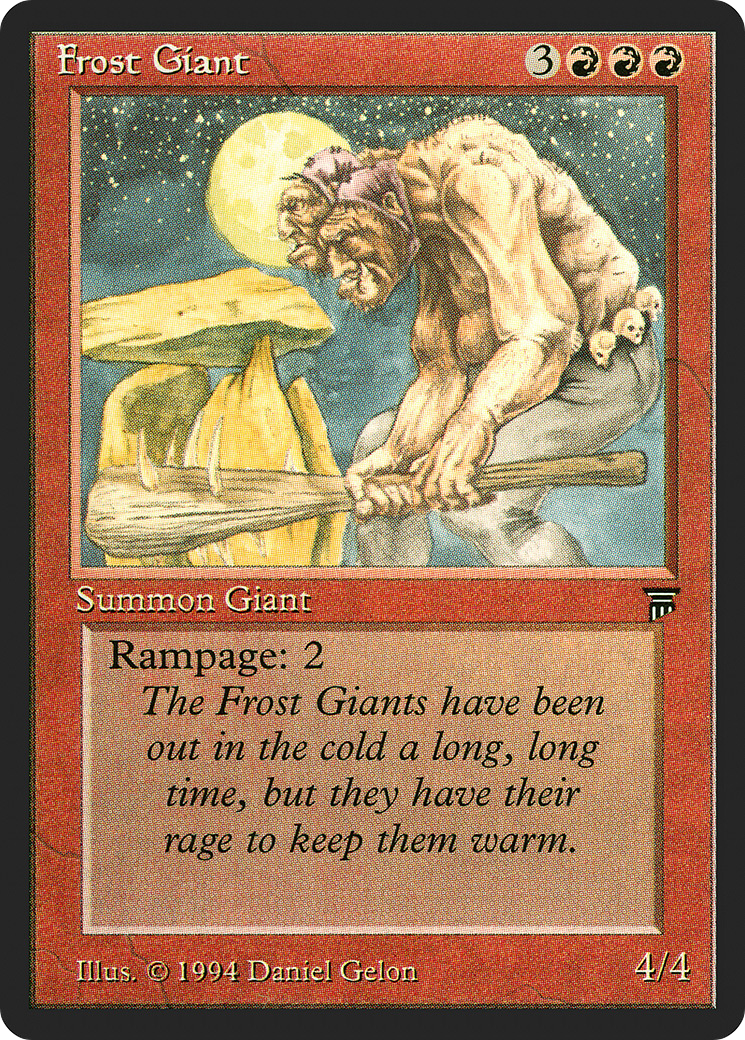 Frost Giant 3
Summon Giant
Rampage: 2
The Frost Giants have been
out in the cold a long, long
time, but they have their
rage to keep them warm.
Illus. © 1994 Daniel Gelon 4/4